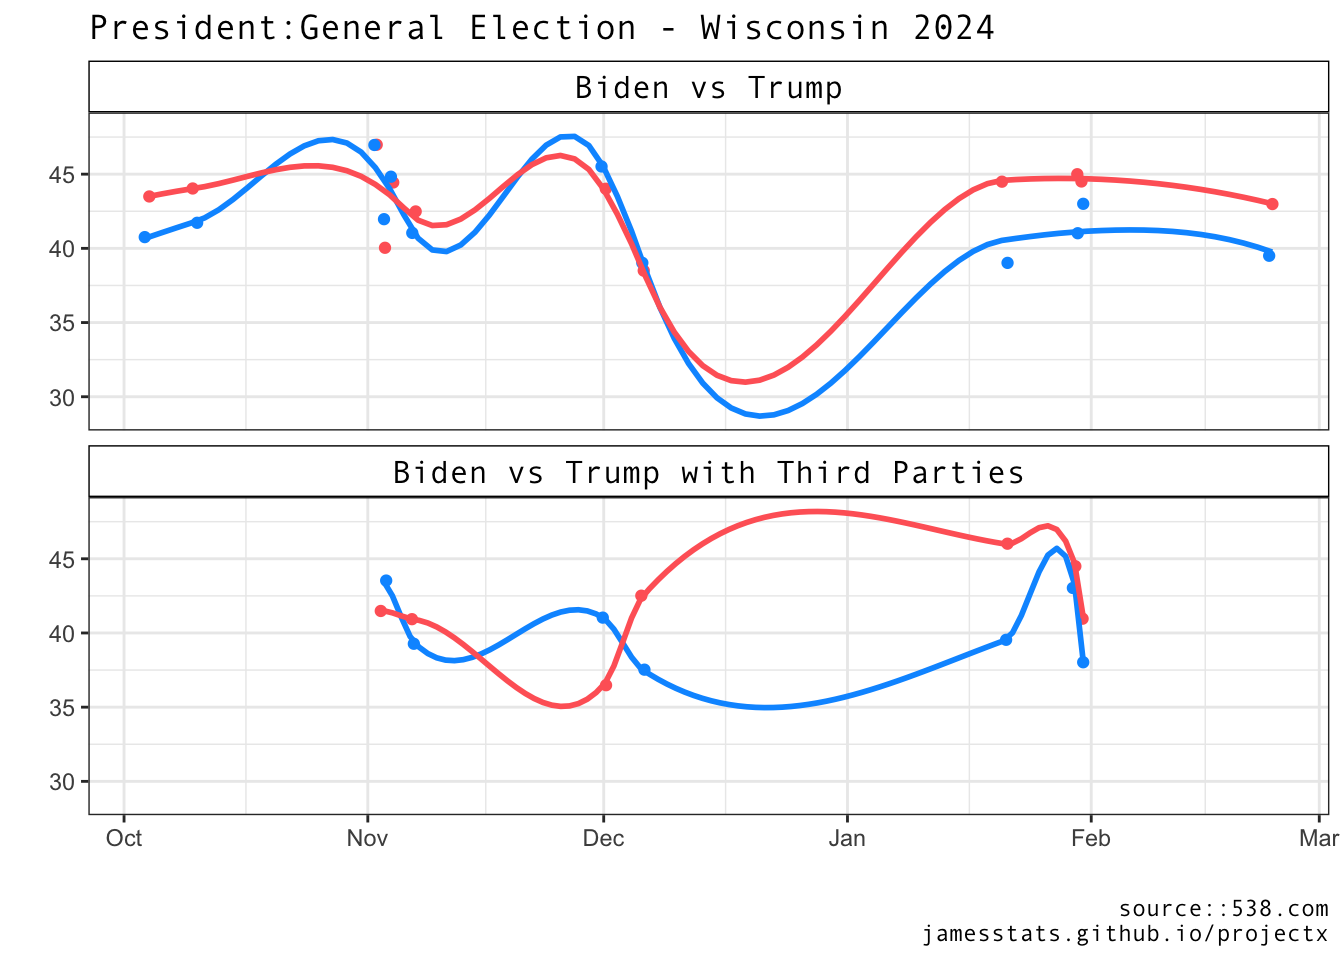 President:General Election - Wisconsin 2024
Biden vs Trump
45
40
35
30
Biden vs Trump with Third Parties
45
40
35
30
Oct Nov Dec Jan Feb Mar
source::538.com
jamesstats.github.io/projectx